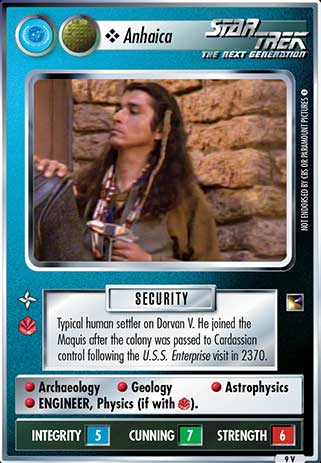 Anhaica
STAR TREK
THE NEXT GENERATION
NOT ENDORSED BY CBS OR PARAMOUNT PICTURES
SECURITY
Typical human settler on Dorvan V. He joined the
Maquis after the colony was passed to Cardassian
control following the U.S.S. Enterprise visit in 2370.
Archaeology Geology Astrophysics
ENGINEER, Physics (if with ).
INTEGRITY 5 CUNNING 7 STRENGTH 6
9 V